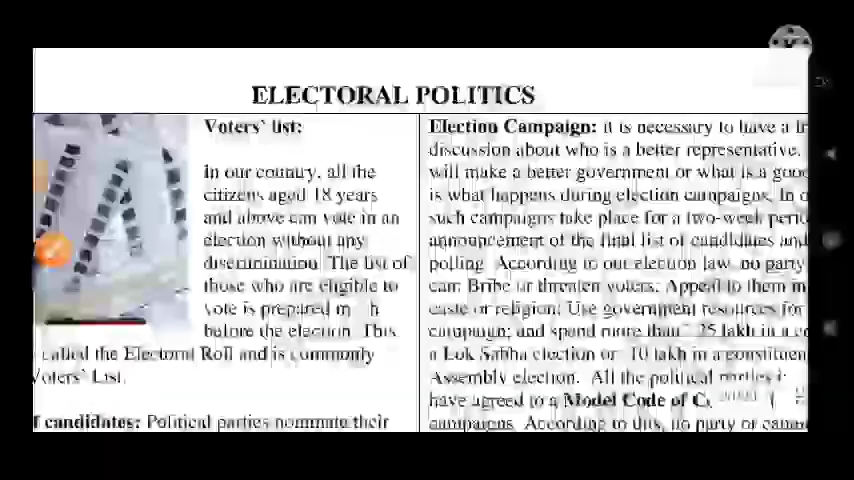 ELECTORAL POLITICS
Voters' list:
In our country, all the
citizens aged 18 years
and above can vote in an
election without any
discrimination. The list of
those who are eligible to
vote is prepared m h
before the election. This
called the Electoral Roll and is commonly
Voters' List.
f candidates: Political parties nominate their
Election Campaign: it is necessary to have a fr
discussion about who is a better representative,
will make a better government or what is a good
is what happens during election campaigns. In o
such campaigns take place for a two-week perio
announcement of the final list of candidates and
polling. According to our election law, no party
can: Bribe or threaten voters; Appeal to them in
caste or religion; Use government resources for
campaign; and spend more than 25 lakh in a co
a Lok Sabha election or 10 lakh in a constituen
Assembly election. All the political parties i
have agreed to a Model Code of C
campaigns. According to this, no party or candi